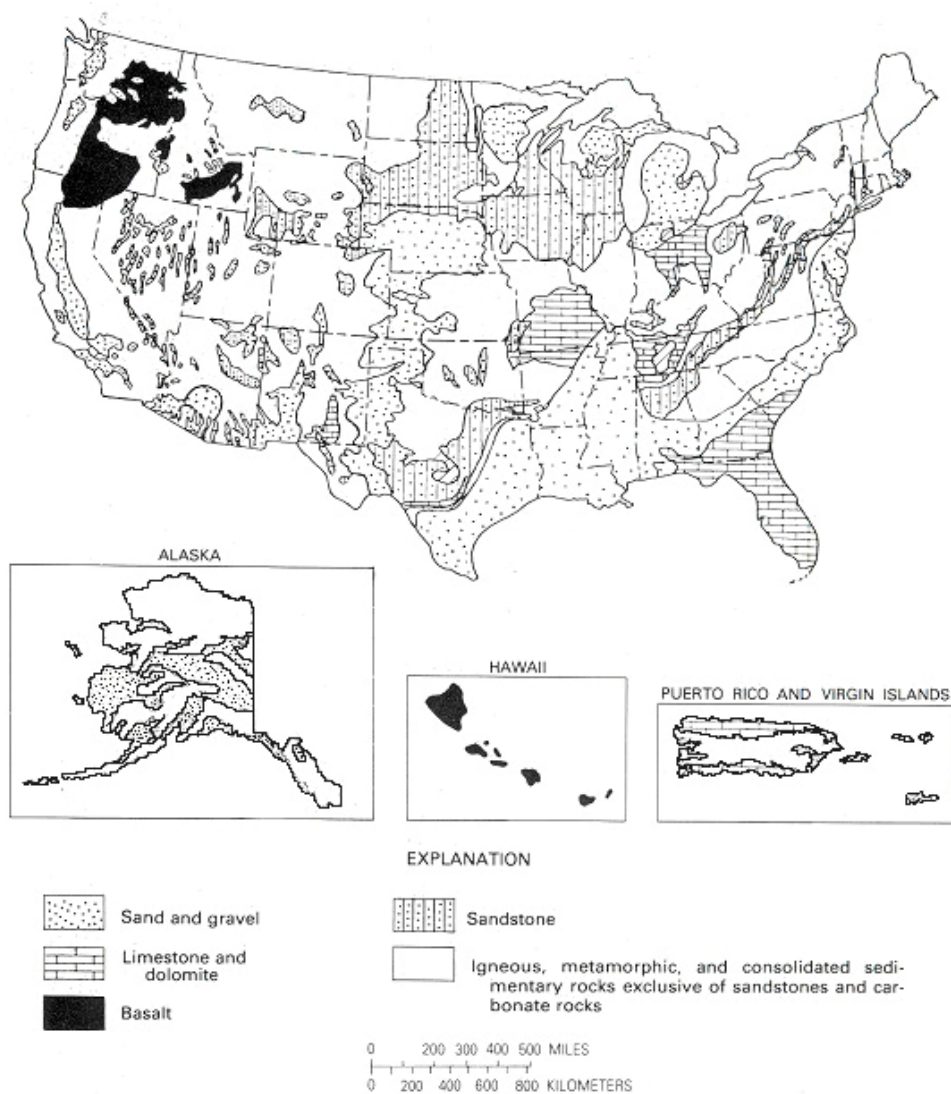 ALASKA
HAWAII
PUERTO RICO AND VIRGIN ISLANDS
EXPLANATION
Sand and gravel
Limestone and
dolomite
Basalt
Sandstone
Igneous, metamorphic, and consolidated sedi-
mentary rocks exclusive of sandstones and car-
bonate rocks
0 200 300 400 500 MILES
0 200 400 600 800 KILOMETERS